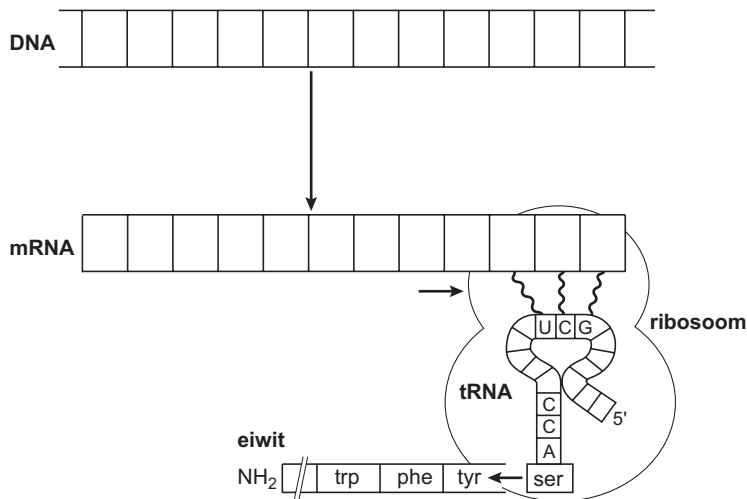 DNA
mRNA
ribosoom
U C G
tRNA
C
C
A
5'
eiwit
NH2 trp phe tyr ser